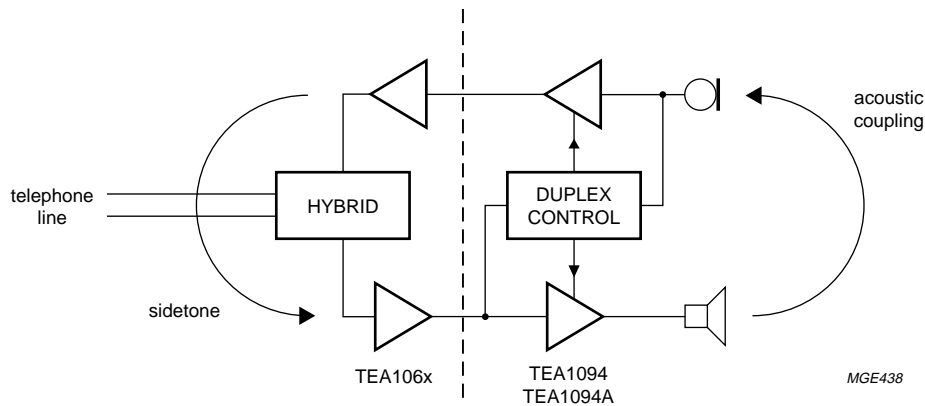 acoustic
coupling
telephone
line
HYBRID
DUPLEX
CONTROL
sidetone
TEA106x
TEA1094
TEA1094A
MGE438